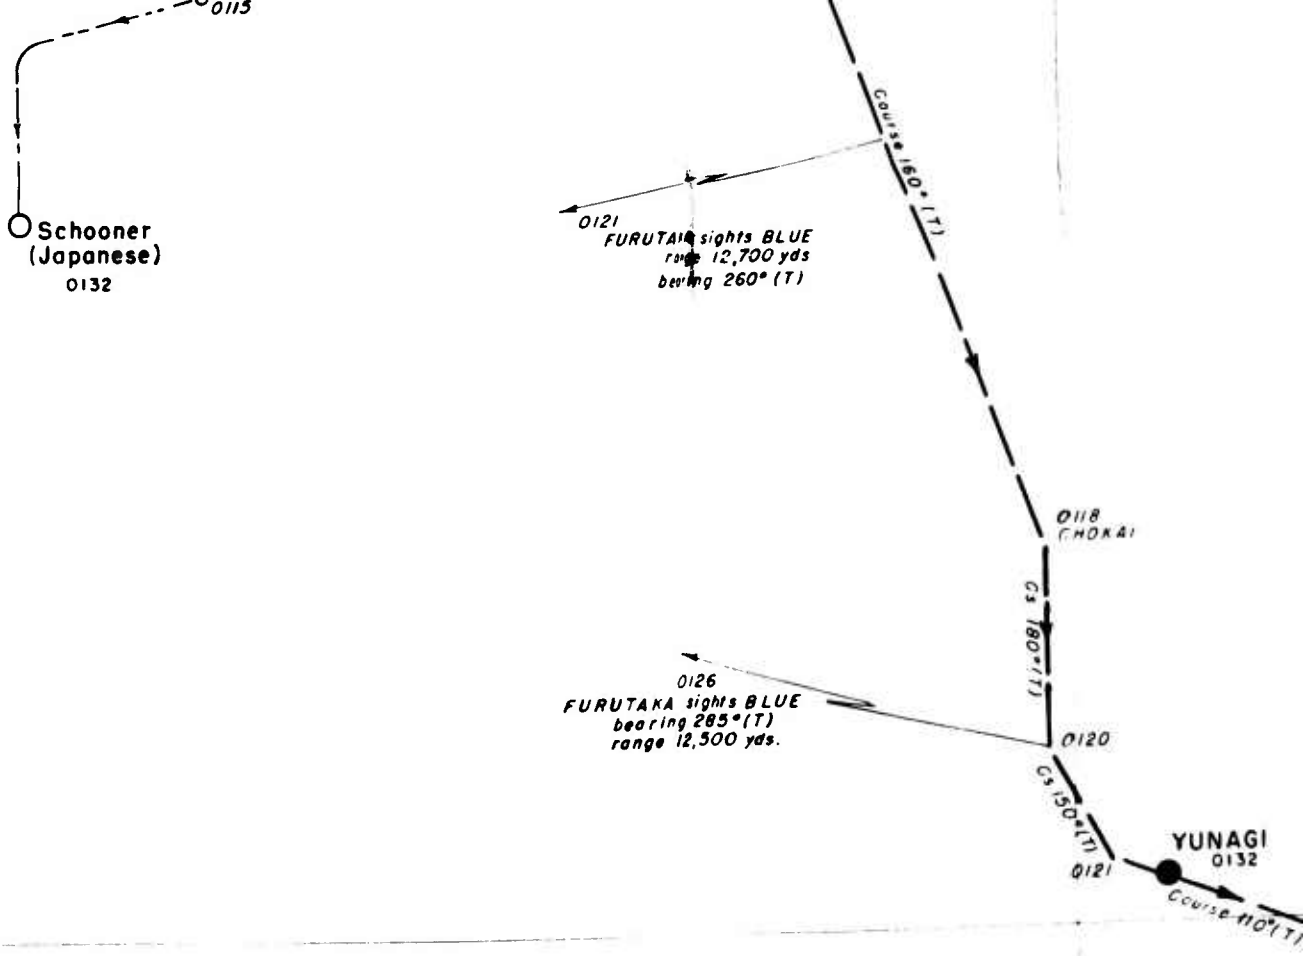 0115
Course 160° (T)
0121
FURUTAKA sights BLUE
range 12,700 yds
bearing 260° (T)
Schooner
(Japanese)
0132
0118
CHOKAI
Cs 180° (T)
0126
FURUTAKA sights BLUE
bearing 285° (T)
range 12,500 yds.
0120
Cs 150° (T)
YUNAGI
0132
0121
Course 110° (T)